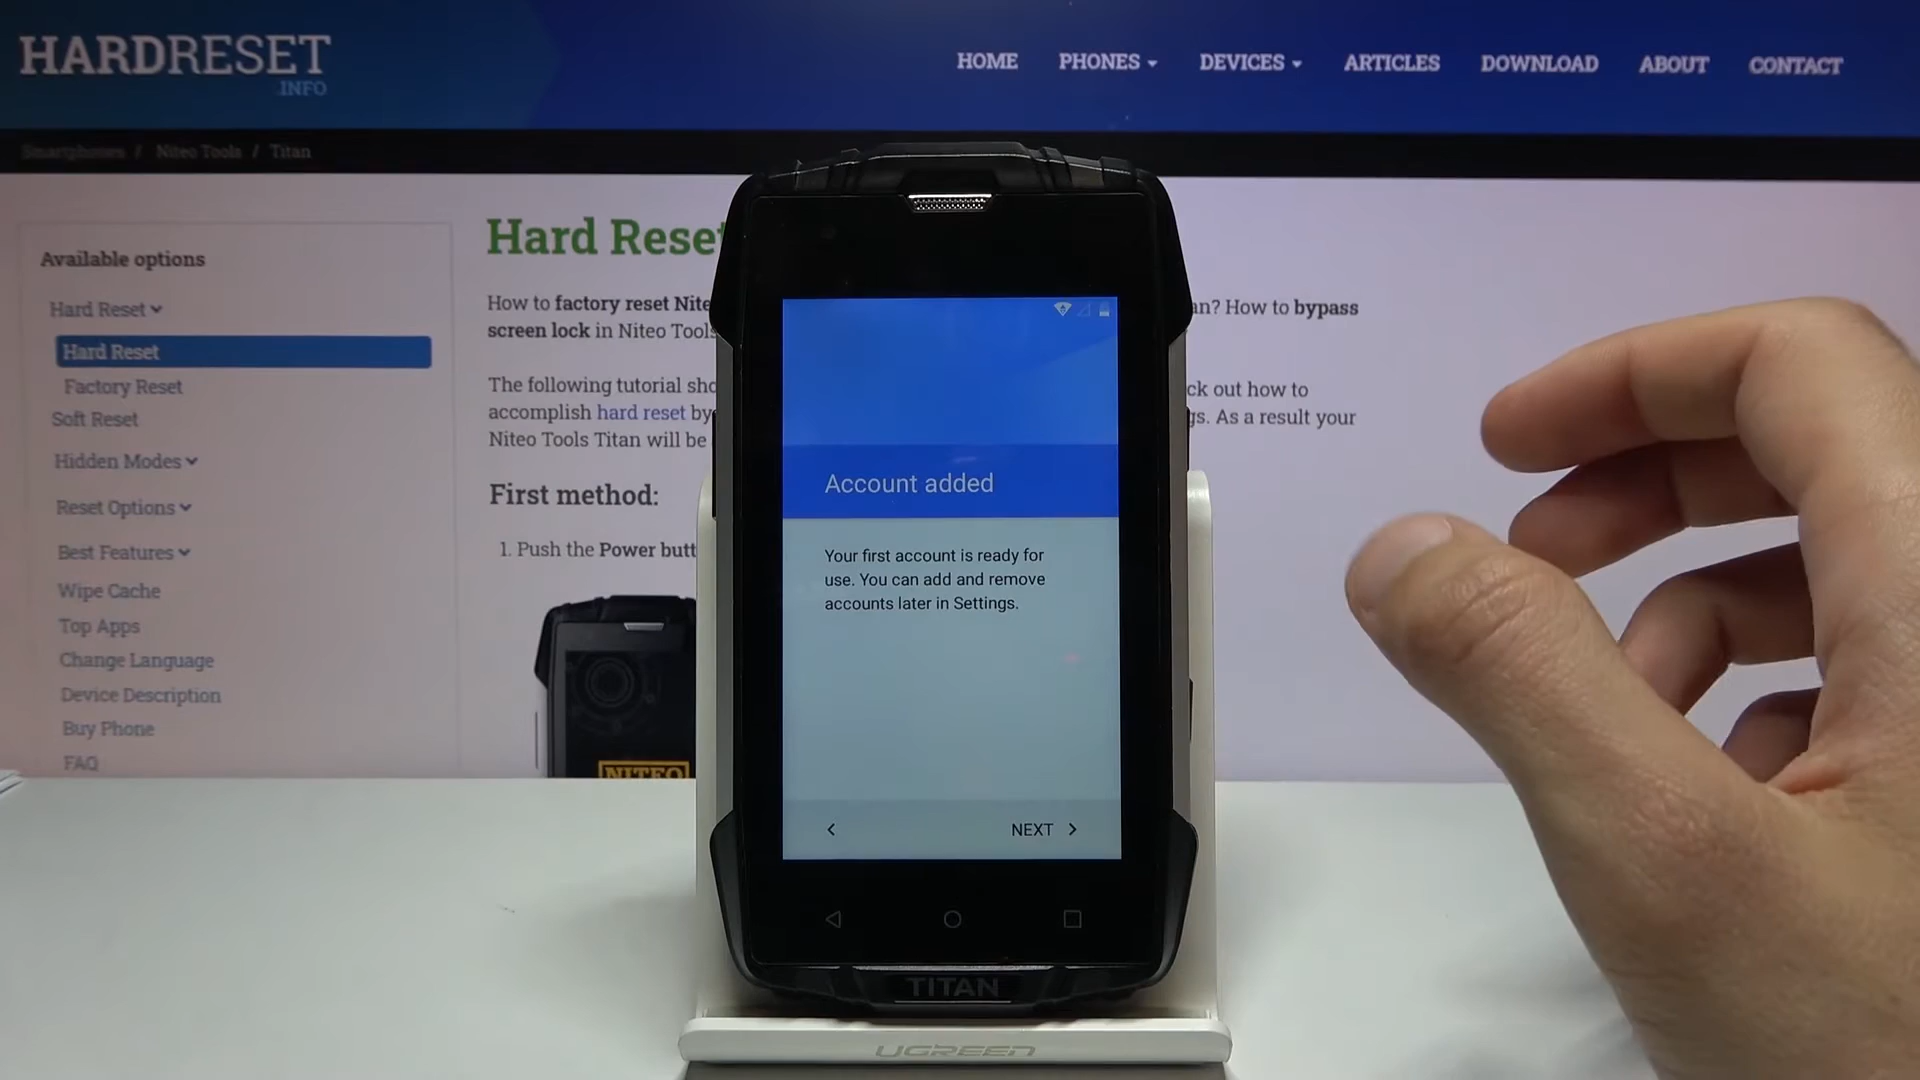 HARDRESET
.INFO
HOME PHONES DEVICES ARTICLES DOWNLOAD ABOUT CONTACT
Smartphones / Niteo Tools / Titan
Available options
Hard Reset
Hard Reset
Factory Reset
Soft Reset
Hidden Modes
Reset Options
Best Features
Wipe Cache
Top Apps
Change Language
Device Description
Buy Phone
FAQ
Hard Reset
How to factory reset Nite an? How to bypass
screen lock in Niteo Tools
The following tutorial sho ck out how to
accomplish hard reset by gs. As a result your
Niteo Tools Titan will be
First method:
1. Push the Power butt
NITEO
Account added
Your first account is ready for
use. You can add and remove
accounts later in Settings.
< NEXT >
TITAN
UGREEN